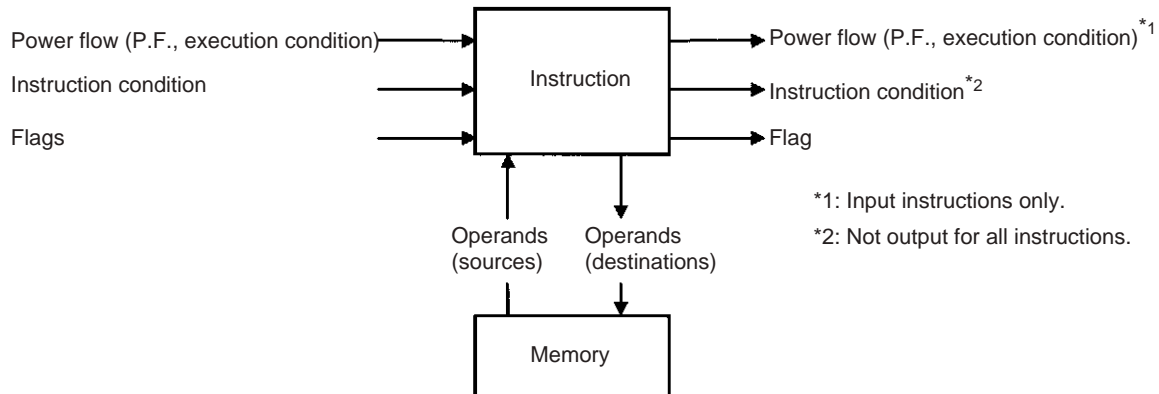 Power flow (P.F., execution condition)
Instruction condition
Flags
Instruction
Power flow (P.F., execution condition)*1
Instruction condition*2
Flag
*1: Input instructions only.
*2: Not output for all instructions.
Operands
(sources)
Operands
(destinations)
Memory